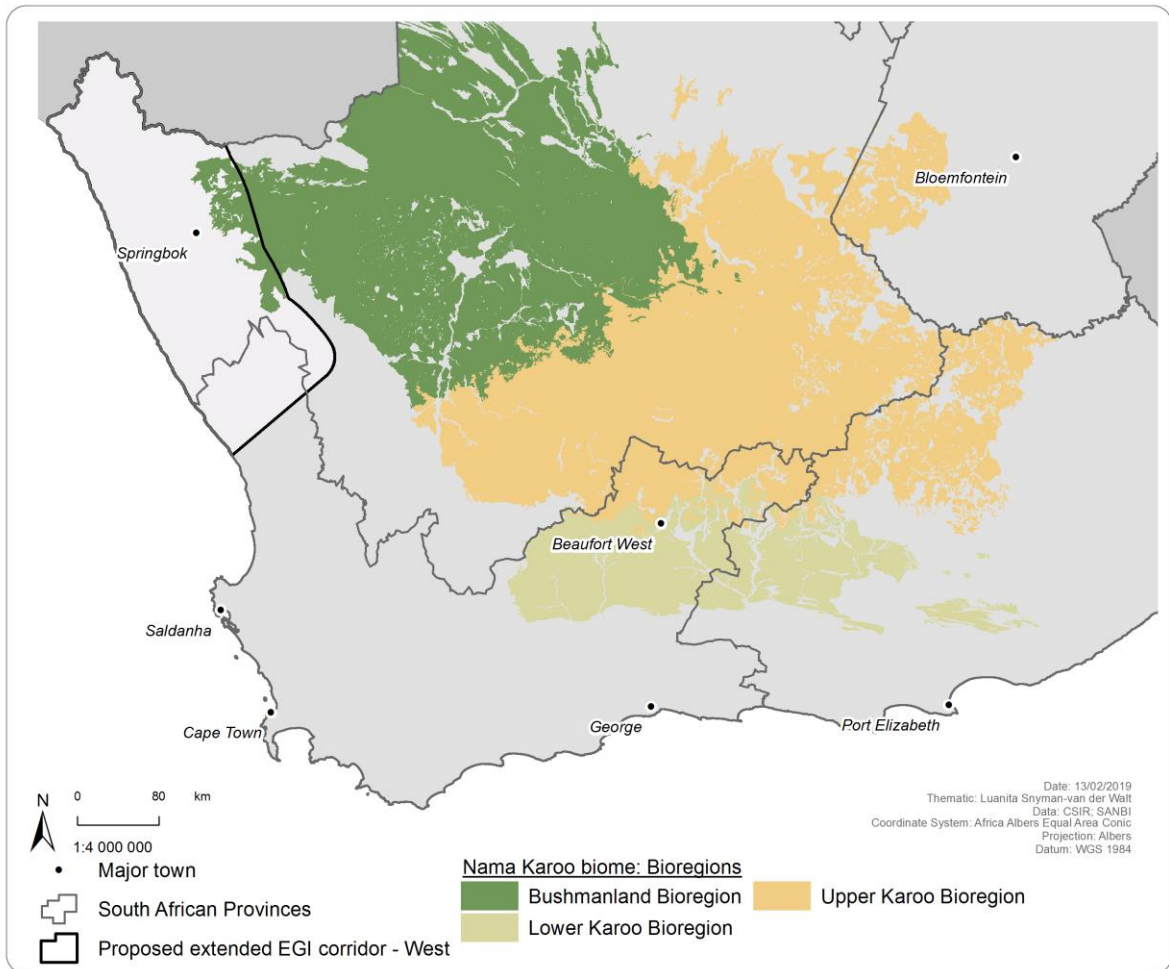 Springbok
Bloemfontein
Beaufort West
Saldanha
Cape Town
George
Port Elizabeth
Date: 13/02/2019
Thematic: Luanita Snyman-van der Walt
Data: CSIR; SANBI
Coordinate System: Africa Albers Equal Area Conic
Projection: Albers
Datum: WGS 1984
N
0 80 km
1:4 000 000
Major town
South African Provinces
Proposed extended EGI corridor - West
Nama Karoo biome: Bioregions
Bushmanland Bioregion
Lower Karoo Bioregion
Upper Karoo Bioregion